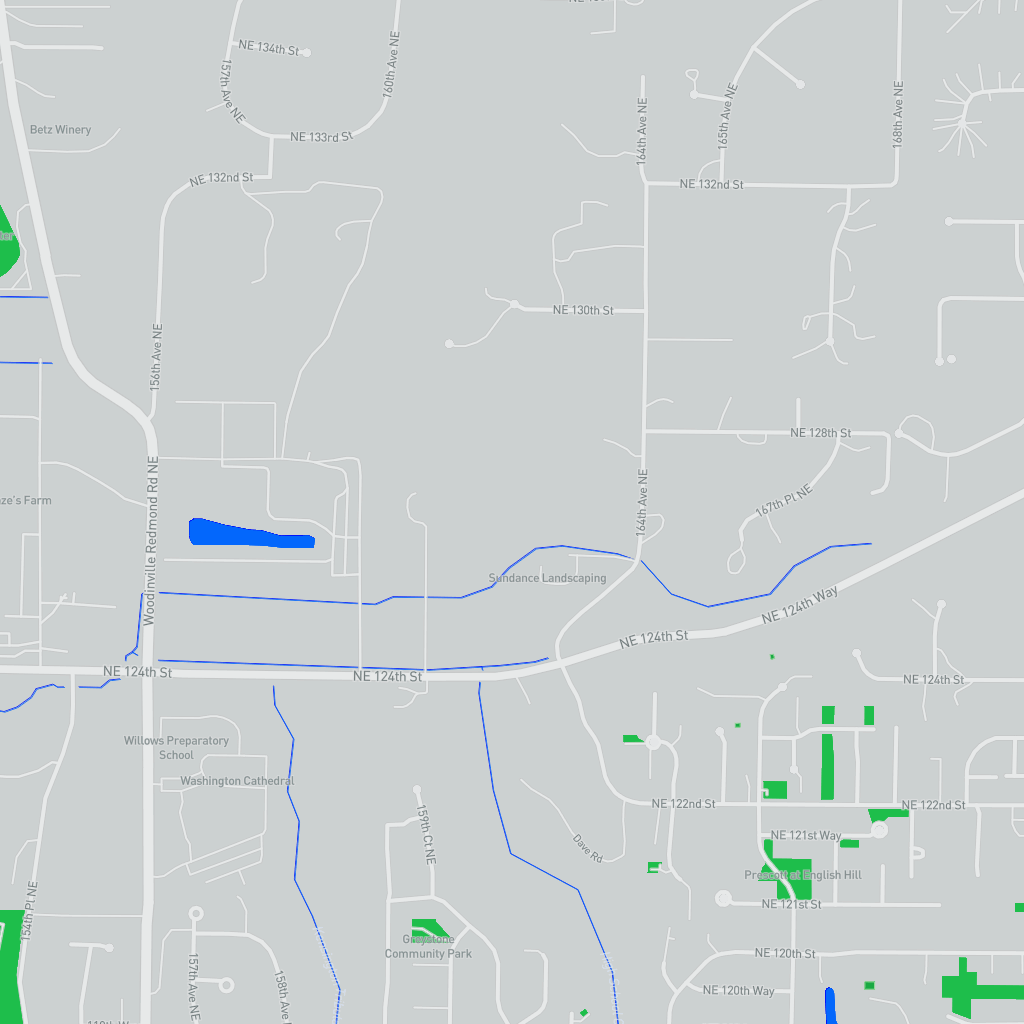 NE 134th St
160th Ave NE
157th Ave NE
NE 133rd St
Betz Winery
164th Ave NE
165th Ave NE
168th Ave NE
NE 132nd St
NE 132nd St
NE 130th St
156th Ave NE
NE 128th St
Woodinville Redmond Rd NE
164th Ave NE
167th Pl NE
Sundance Landscaping
NE 124th Way
NE 124th St
NE 124th St
NE 124th St
NE 124th St
Willows Preparatory
School
Washington Cathedral
NE 122nd St
NE 122nd St
159th Ct NE
Dave Rd
NE 121st Way
Prescott at English Hill
NE 121st St
154th Pl NE
Greystone
Community Park
NE 120th St
157th Ave NE
158th Ave
NE 120th Way